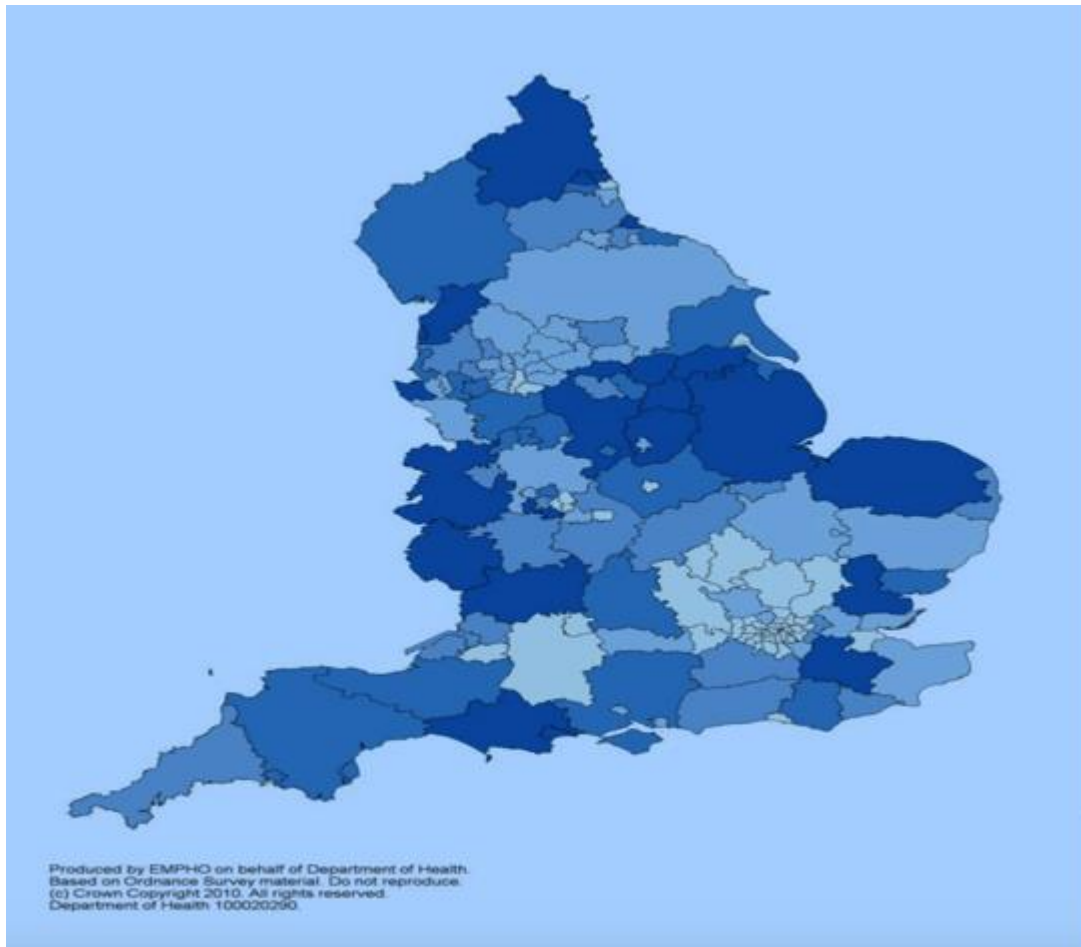 Produced by EMPHO on behalf of Department of Health.
Based on Ordnance Survey material. Do not reproduce.
(c) Crown Copyright 2010. All rights reserved.
Department of Health 100020290.